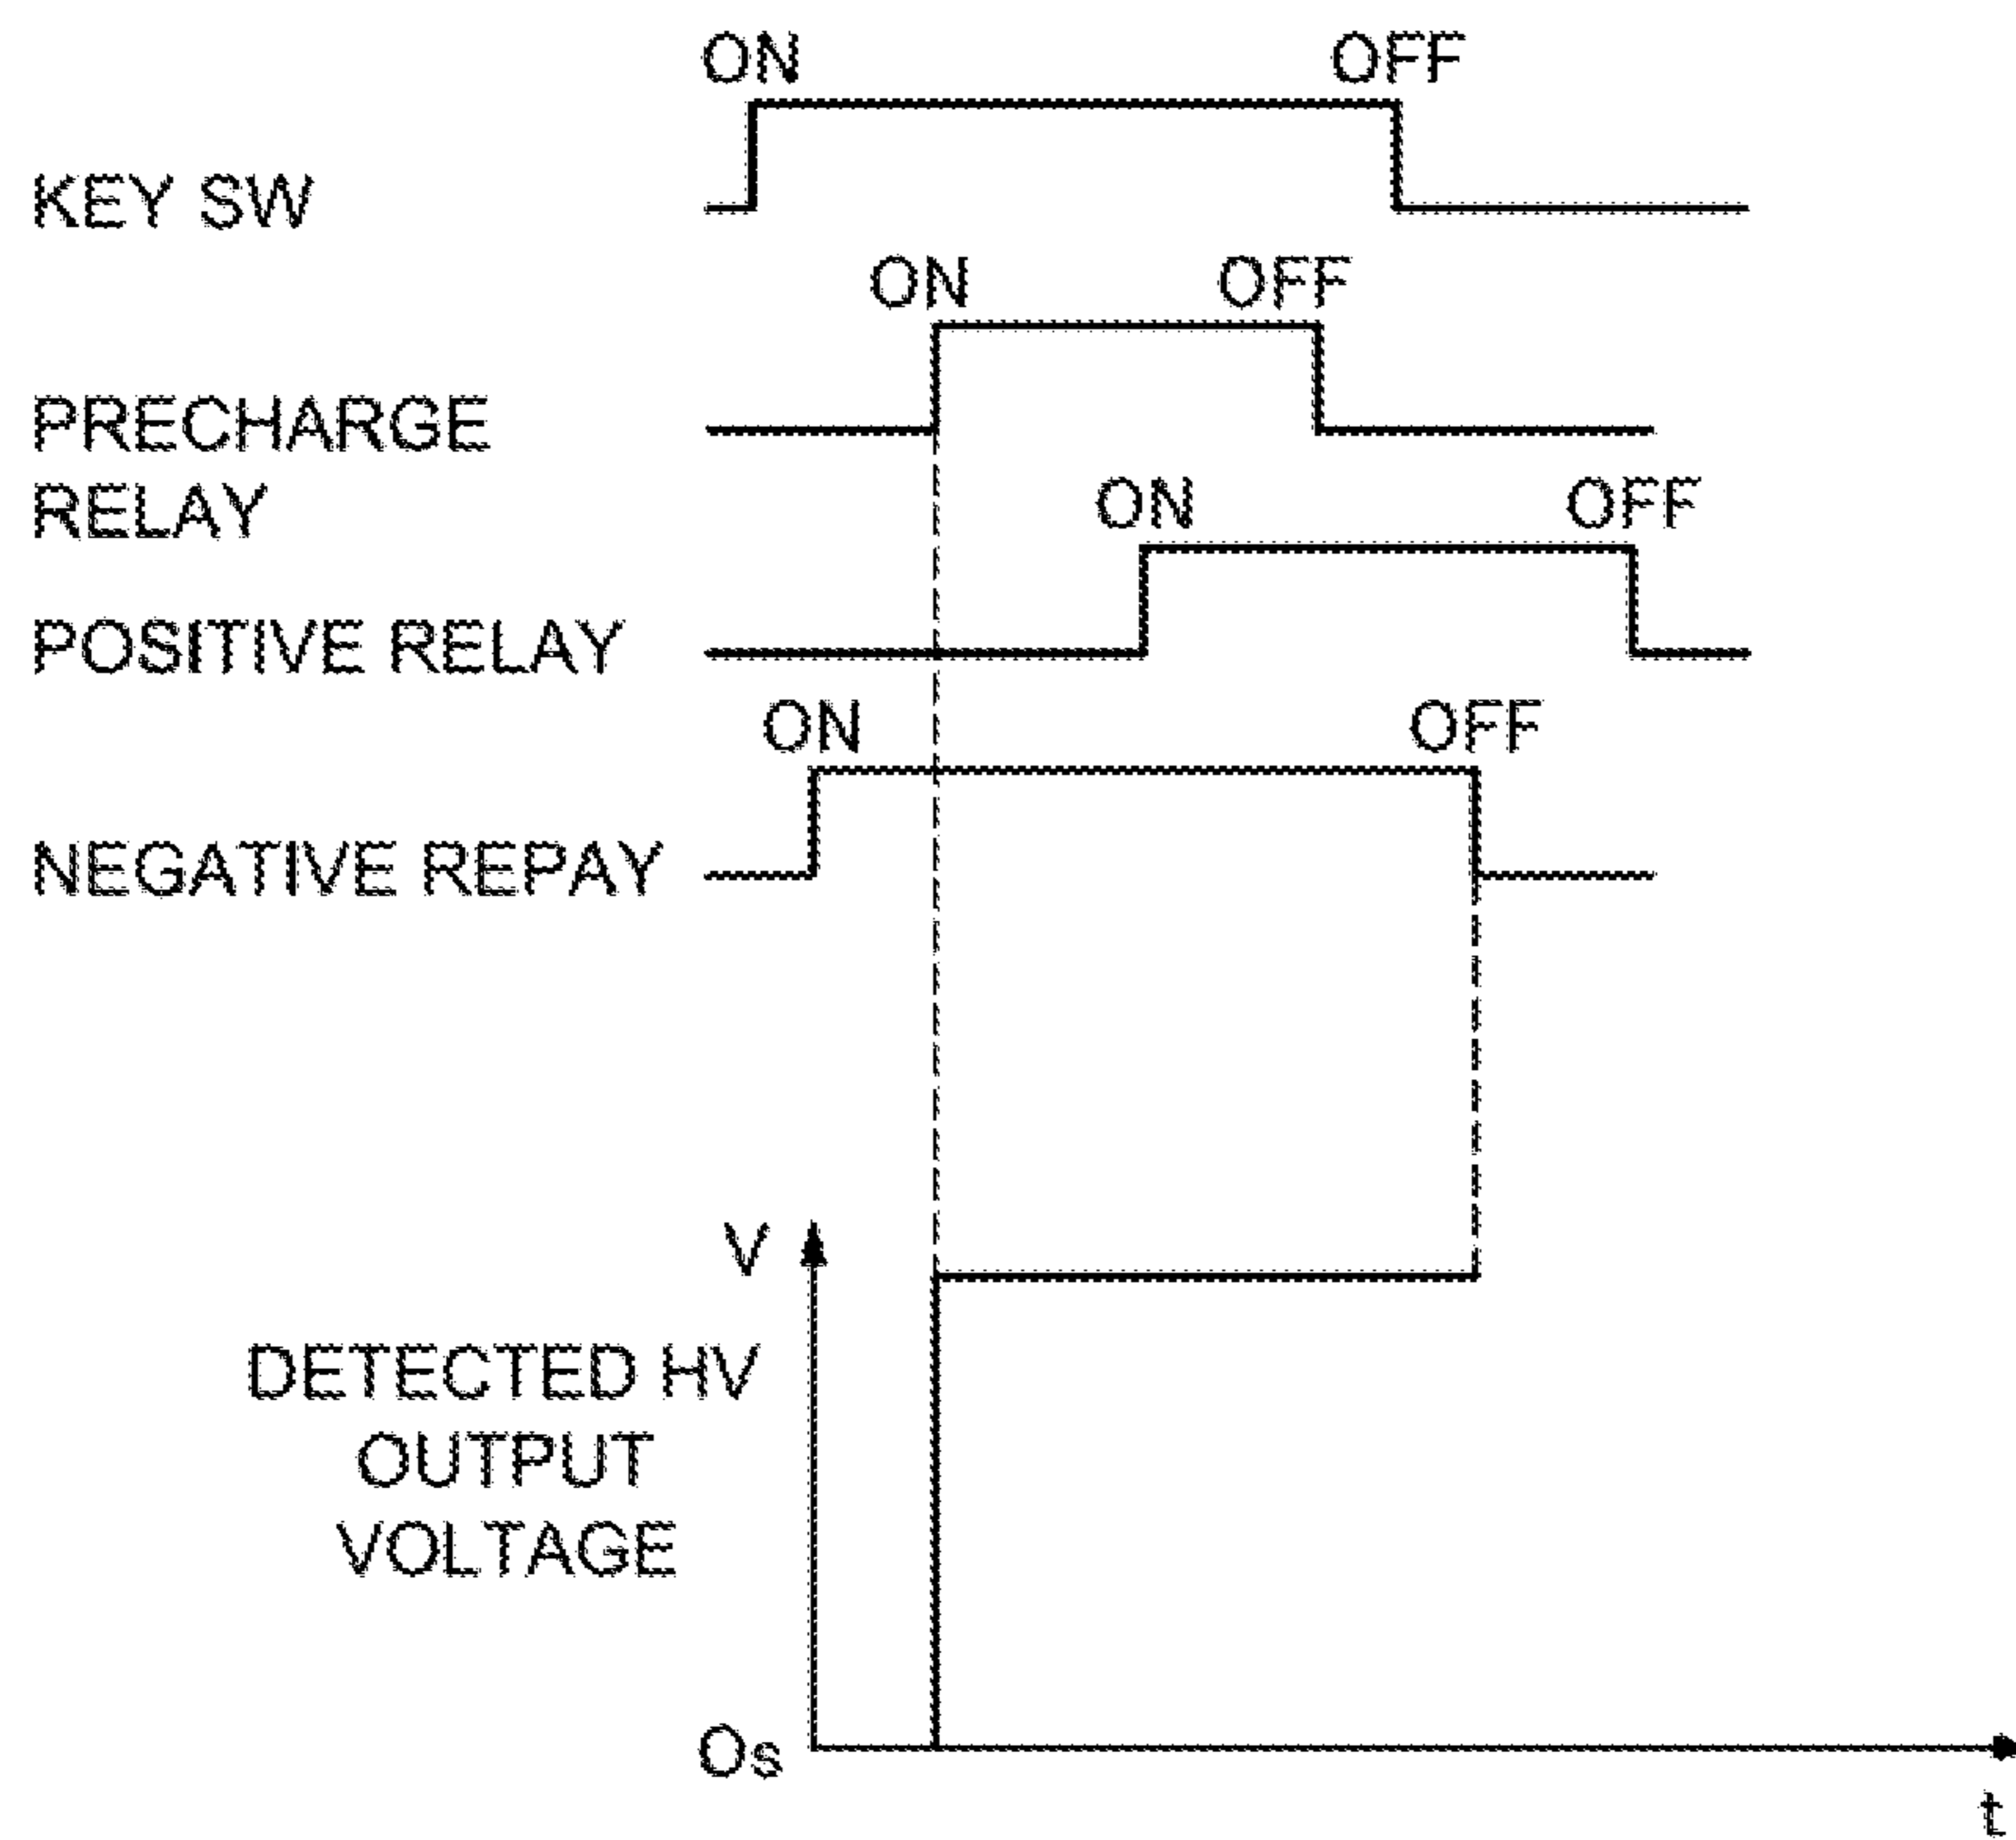 ON OFF
KEY SW
ON OFF
PRECHARGE
RELAY
ON OFF
POSITIVE RELAY
ON OFF
NEGATIVE REPAY
V
DETECTED HV
OUTPUT
VOLTAGE
Os
t